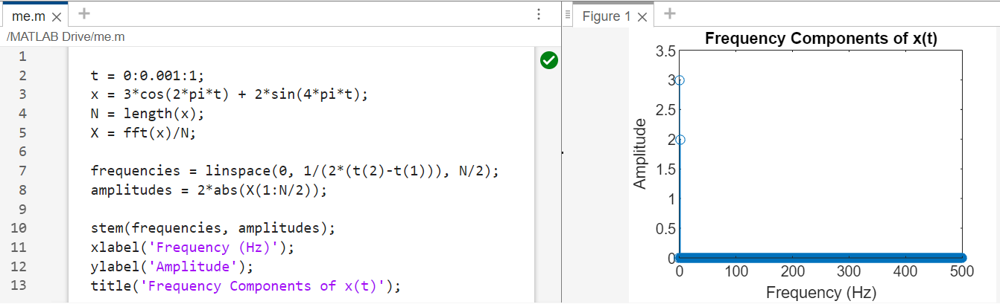 me.m
/MATLAB Drive/me.m
1
2 t = 0:0.001:1;
3 x = 3*cos(2*pi*t) + 2*sin(4*pi*t);
4 N = length(x);
5 X = fft(x)/N;
6
7 frequencies = linspace(0, 1/(2*(t(2)-t(1))), N/2);
8 amplitudes = 2*abs(X(1:N/2));
9
10 stem(frequencies, amplitudes);
11 xlabel('Frequency (Hz)');
12 ylabel('Amplitude');
13 title('Frequency Components of x(t)');
Figure 1
Frequency Components of x(t)
3.5
3
2.5
2
1.5
1
0.5
0
Amplitude
0 100 200 300 400 500
Frequency (Hz)